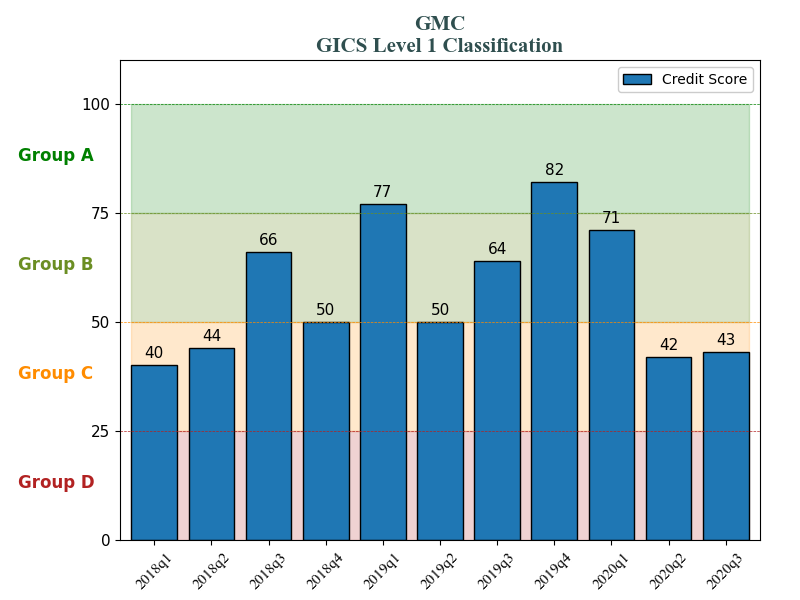 GMC
GICS Level 1 Classification
Credit Score
100
Group A
82
77
75
71
66
64
Group B
50
50
50
44
43
42
40
Group C
25
Group D
0
2018q1 2018q2 2018q3 2018q4 2019q1 2019q2 2019q3 2019q4 2020q1 2020q2 2020q3